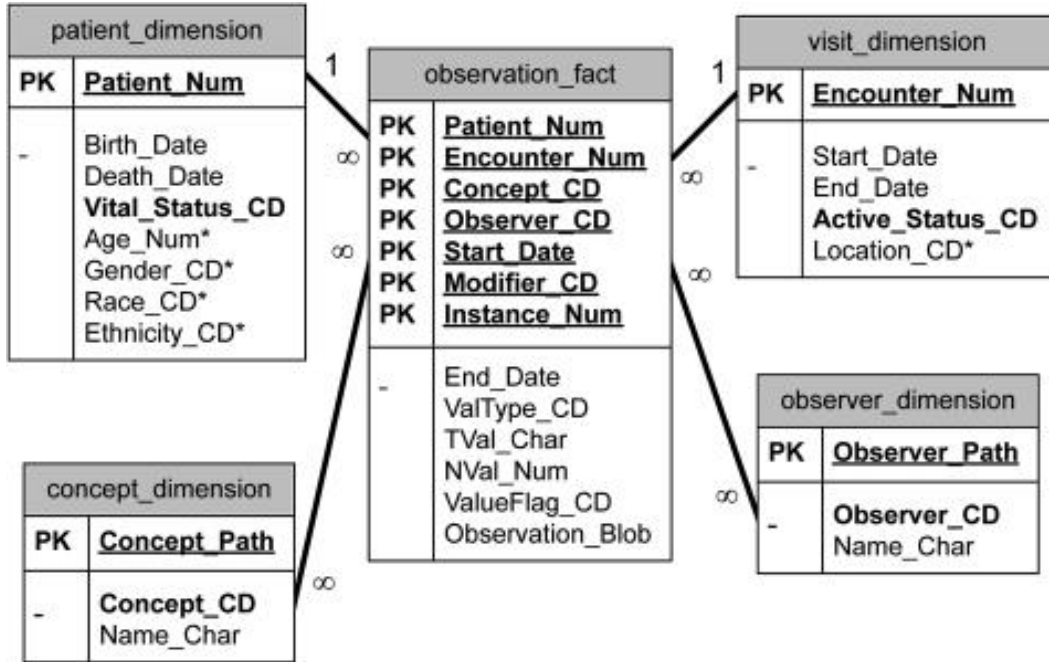 patient_dimension
PK Patient_Num
- Birth_Date
Death_Date
Vital_Status_CD
Age_Num*
Gender_CD*
Race_CD*
Ethnicity_CD*
1
∞
observation_fact
PK Patient_Num
PK Encounter_Num
PK Concept_CD
PK Observer_CD
PK Start_Date
PK Modifier_CD
PK Instance_Num
- End_Date
ValType_CD
TVal_Char
NVal_Num
ValueFlag_CD
Observation_Blob
1
∞
visit_dimension
PK Encounter_Num
- Start_Date
End_Date
Active_Status_CD
Location_CD*
∞
∞
concept_dimension
PK Concept_Path
- Concept_CD
Name_Char
∞
∞
observer_dimension
PK Observer_Path
- Observer_CD
Name_Char